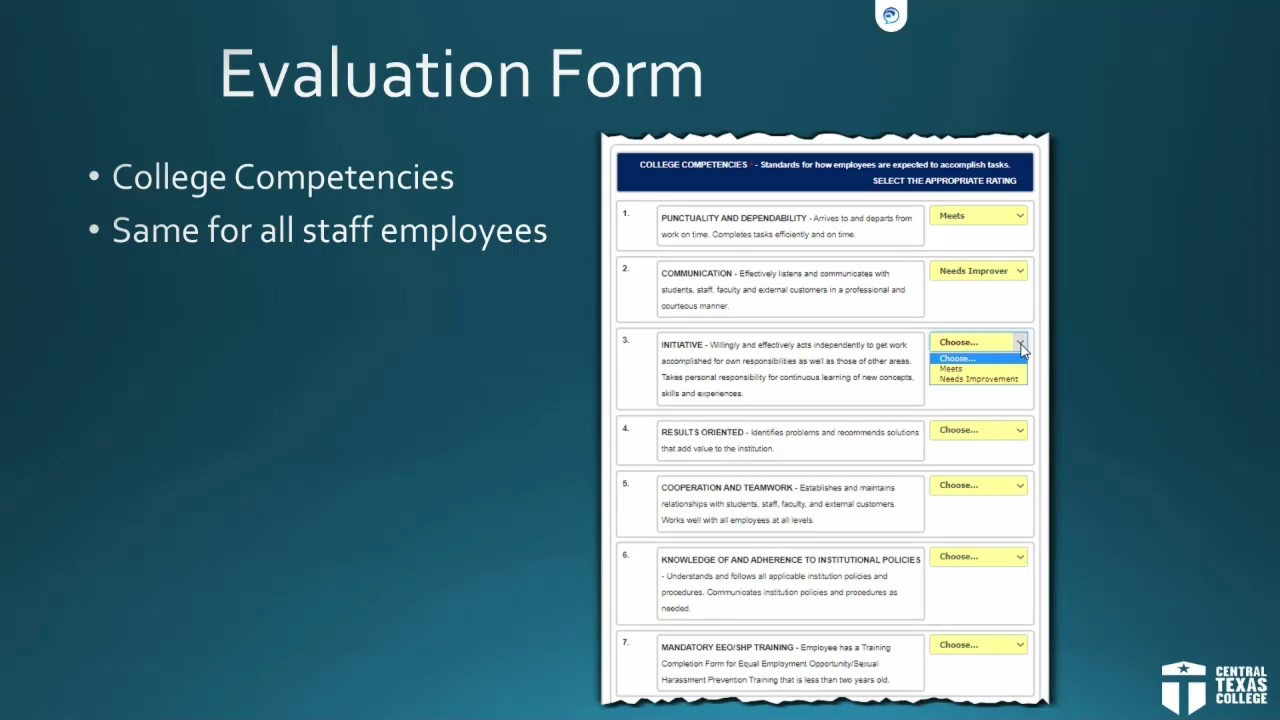 Evaluation Form
• College Competencies
• Same for all staff employees
COLLEGE COMPETENCIES * - Standards for how employees are expected to accomplish tasks.
SELECT THE APPROPRIATE RATING
1.
PUNCTUALITY AND DEPENDABILITY - Arrives to and departs from
work on time. Completes tasks efficiently and on time.
Meets
2.
COMMUNICATION - Effectively listens and communicates with
students, staff, faculty and external customers in a professional and
courteous manner.
Needs Improver
3.
INITIATIVE - Willingly and effectively acts independently to get work
accomplished for own responsibilities as well as those of other areas.
Takes personal responsibility for continuous learning of new concepts,
skills and experiences.
Choose...
Choose...
Meets
Needs Improvement
4.
RESULTS ORIENTED - Identifies problems and recommends solutions
that add value to the institution.
Choose...
5.
COOPERATION AND TEAMWORK - Establishes and maintains
relationships with students, staff, faculty, and external customers.
Works well with all employees at all levels.
Choose...
6.
KNOWLEDGE OF AND ADHERENCE TO INSTITUTIONAL POLICIES
- Understands and follows all applicable institution policies and
procedures. Communicates institution policies and procedures as
needed.
Choose...
7.
MANDATORY EEO/SHP TRAINING - Employee has a Training
Completion Form for Equal Employment Opportunity/Sexual
Harassment Prevention Training that is less than two years old.
Choose...
CENTRAL
TEXAS
COLLEGE